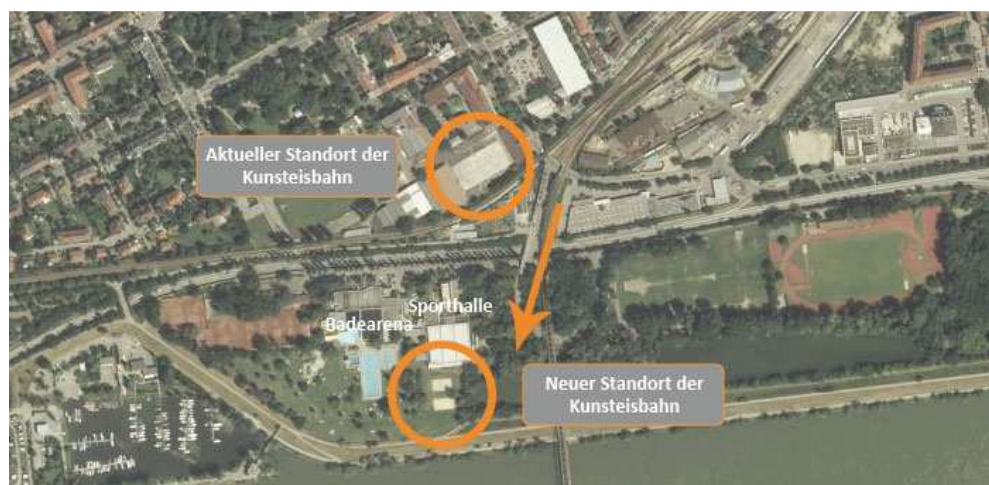 Aktueller Standort der
Kunsteisbahn
Sporthalle
Badearena
Neuer Standort der
Kunsteisbahn